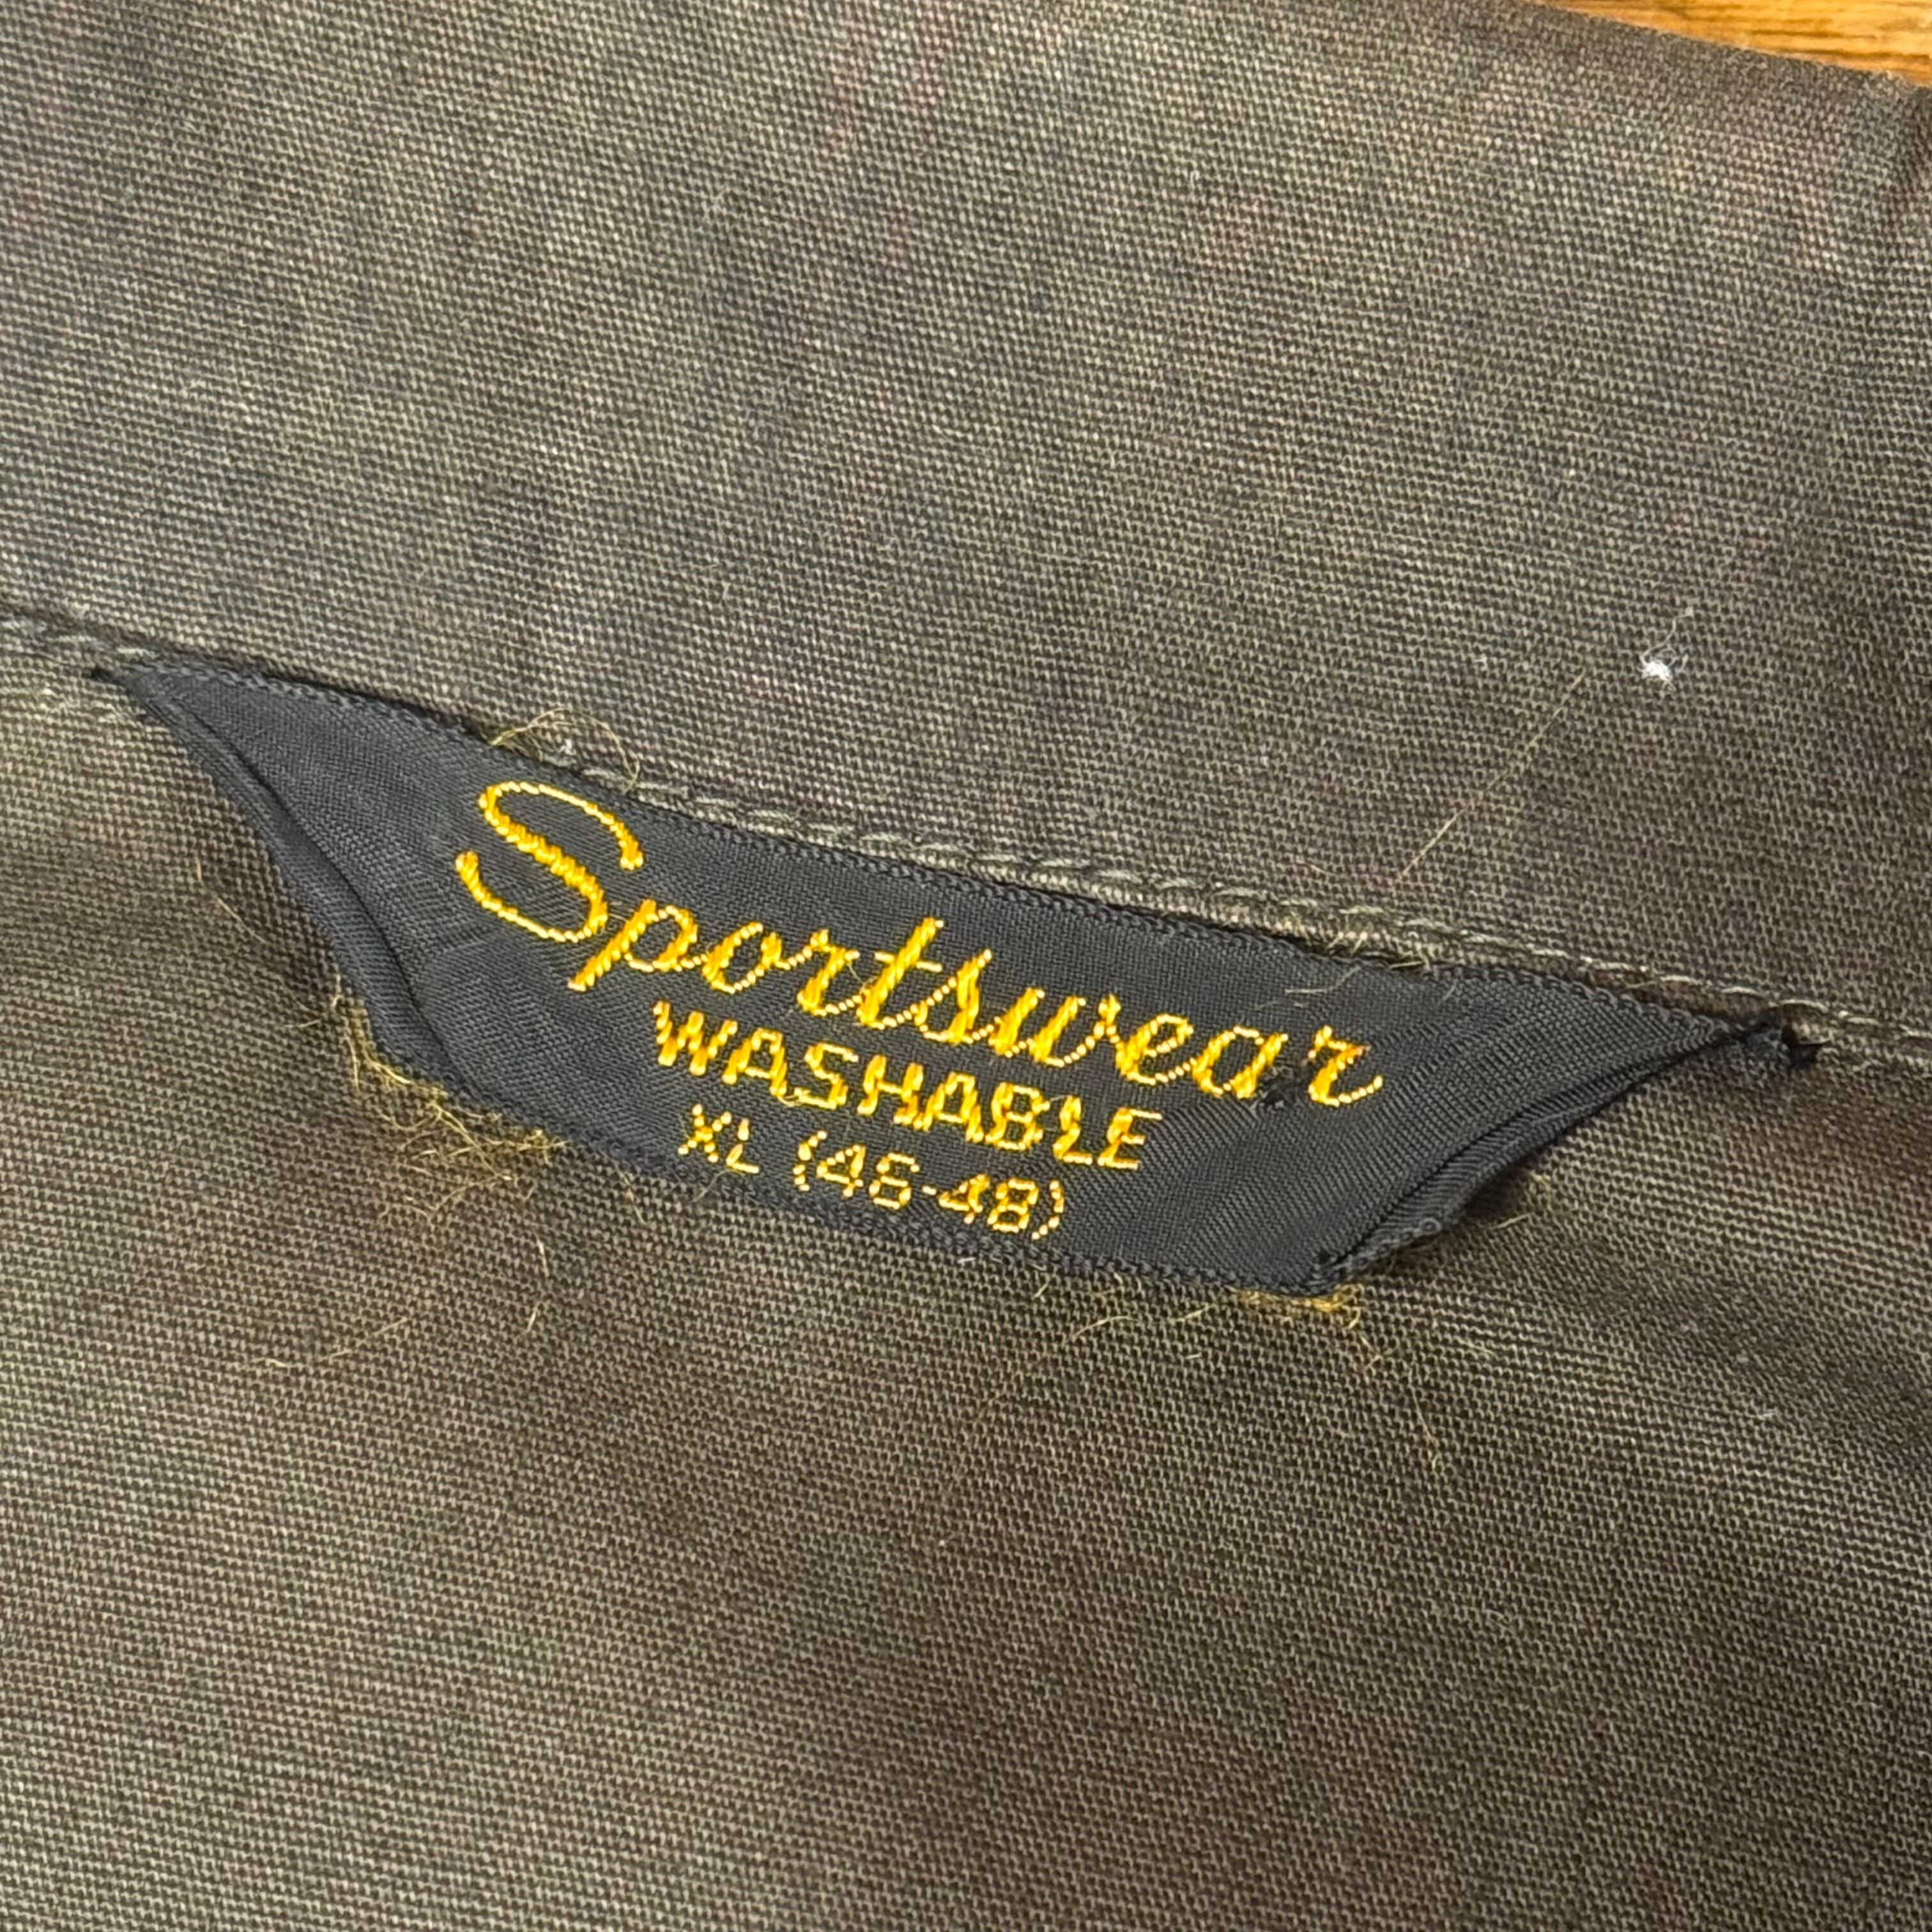 Sportswear
WASHABLE
XL (46-48)